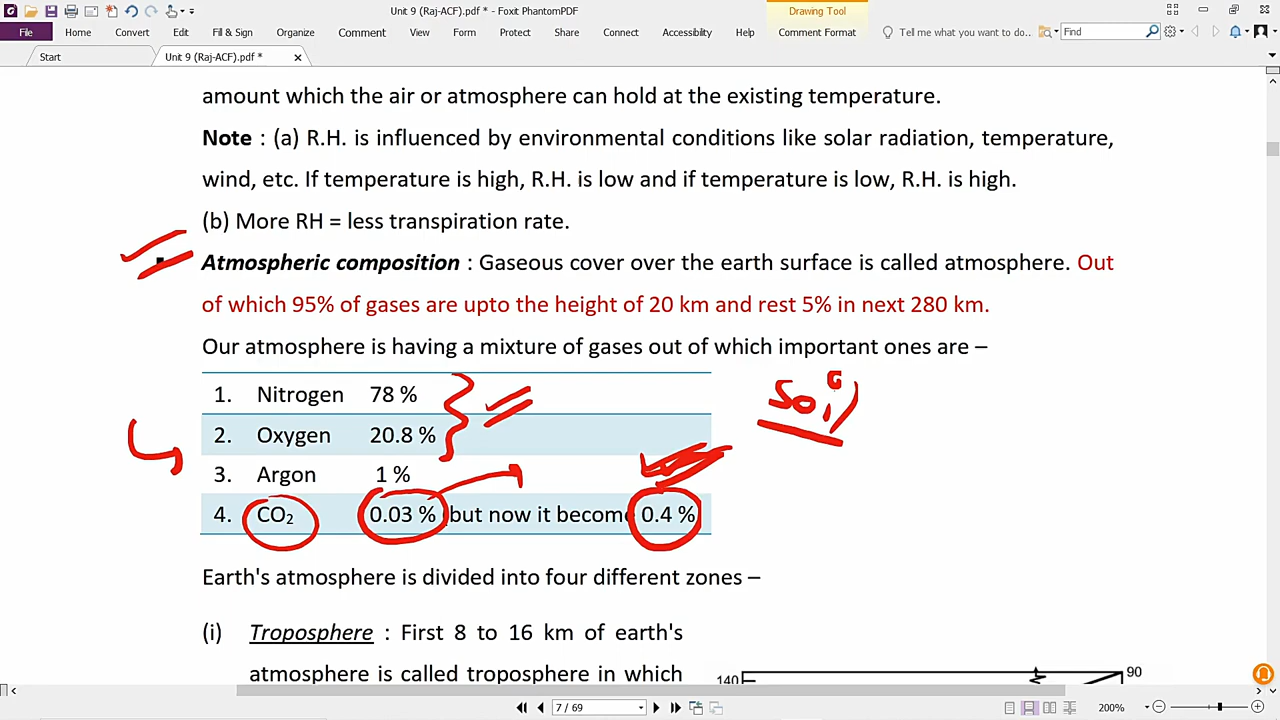 Unit 9 (Raj-ACF).pdf * - Foxit PhantomPDF
Drawing Tool
File Home Convert Edit Fill & Sign Organize Comment View Form Protect Share Connect Accessibility Help Comment Format Tell me what you want to do... Find
Start Unit 9 (Raj-ACF).pdf *
amount which the air or atmosphere can hold at the existing temperature.
Note : (a) R.H. is influenced by environmental conditions like solar radiation, temperature,
wind, etc. If temperature is high, R.H. is low and if temperature is low, R.H. is high.
(b) More RH = less transpiration rate.
Atmospheric composition : Gaseous cover over the earth surface is called atmosphere. Out
of which 95% of gases are upto the height of 20 km and rest 5% in next 280 km.
Our atmosphere is having a mixture of gases out of which important ones are –
1. Nitrogen 78 %
2. Oxygen 20.8 %
3. Argon 1 %
4. CO₂ 0.03 % (but now it become 0.4 %)
Earth's atmosphere is divided into four different zones –
(i) Troposphere : First 8 to 16 km of earth's
atmosphere is called troposphere in which
140 90
7 / 69 200%